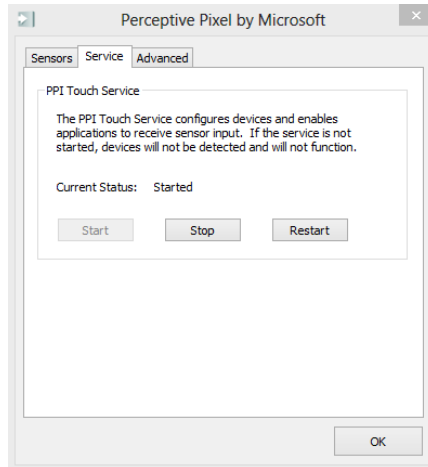 Perceptive Pixel by Microsoft
Sensors Service Advanced
PPI Touch Service
The PPI Touch Service configures devices and enables
applications to receive sensor input. If the service is not
started, devices will not be detected and will not function.
Current Status: Started
Start Stop Restart
OK